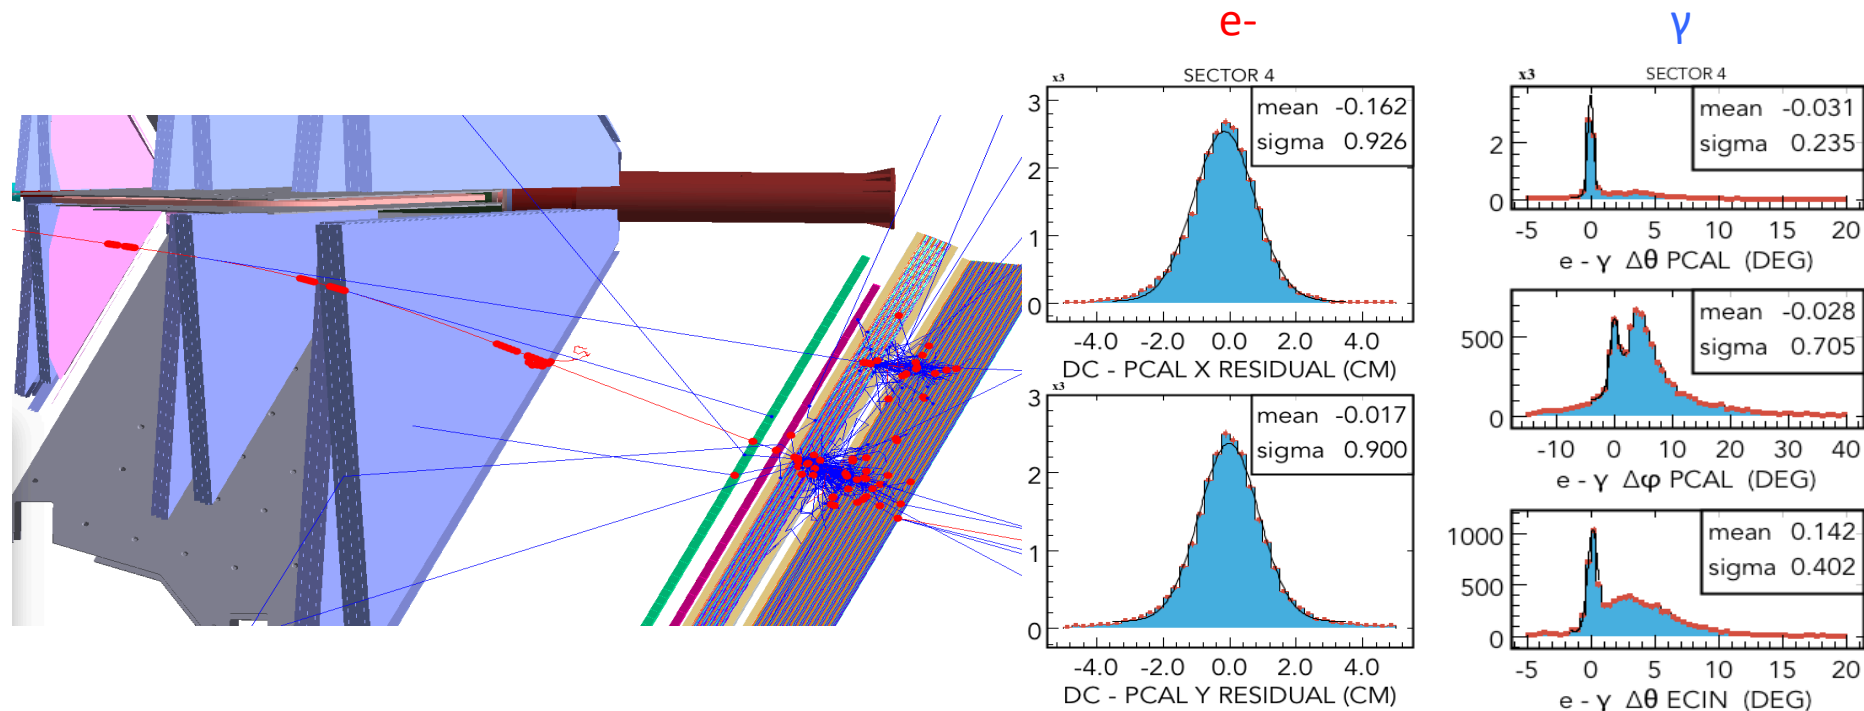 e-
γ
x3
SECTOR 4
mean -0.162
sigma 0.926
3
2
1
0
-4.0 -2.0 0.0 2.0 4.0
DC - PCAL X RESIDUAL (CM)
x3
3
mean -0.017
sigma 0.900
2
1
0
-4.0 -2.0 0.0 2.0 4.0
DC - PCAL Y RESIDUAL (CM)
x3
SECTOR 4
mean -0.031
sigma 0.235
2
0
-5 0 5 10 15 20
e - γ Δθ PCAL (DEG)
mean -0.028
sigma 0.705
500
0
-10 0 10 20 30 40
e - γ Δφ PCAL (DEG)
1000
mean 0.142
sigma 0.402
500
0
-5 0 5 10 15 20
e - γ Δθ ECIN (DEG)